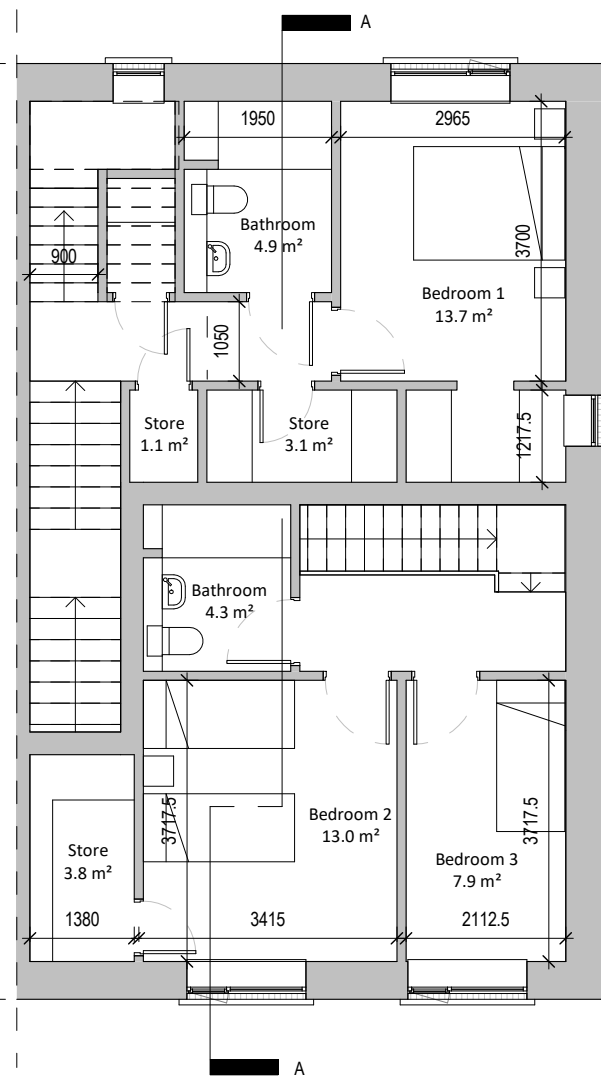 A
1950
2965
Bathroom
4.9 m²
3700
900
Bedroom 1
13.7 m²
1050
Store
1.1 m²
Store
3.1 m²
1217.5
Bathroom
4.3 m²
Bedroom 2
13.0 m²
3717.5
3717.5
Store
3.8 m²
Bedroom 3
7.9 m²
1380
3415
2112.5
A